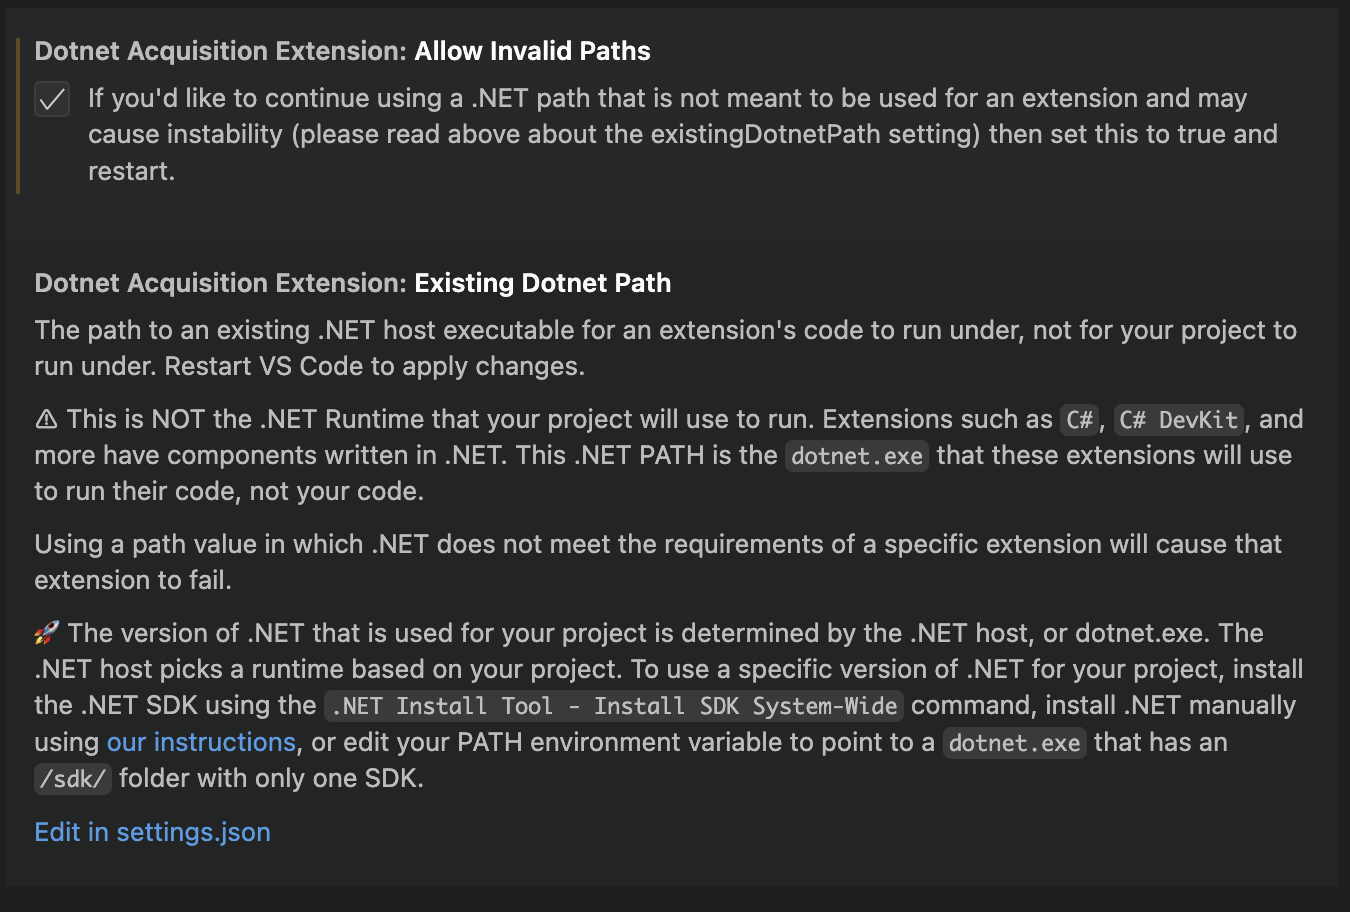 Dotnet Acquisition Extension: Allow Invalid Paths
If you'd like to continue using a .NET path that is not meant to be used for an extension and may
cause instability (please read above about the existingDotnetPath setting) then set this to true and
restart.
Dotnet Acquisition Extension: Existing Dotnet Path
The path to an existing .NET host executable for an extension's code to run under, not for your project to
run under. Restart VS Code to apply changes.
⚠ This is NOT the .NET Runtime that your project will use to run. Extensions such as C#, C# DevKit, and
more have components written in .NET. This .NET PATH is the dotnet.exe that these extensions will use
to run their code, not your code.
Using a path value in which .NET does not meet the requirements of a specific extension will cause that
extension to fail.
🚀 The version of .NET that is used for your project is determined by the .NET host, or dotnet.exe. The
.NET host picks a runtime based on your project. To use a specific version of .NET for your project, install
the .NET SDK using the .NET Install Tool - Install SDK System-Wide command, install .NET manually
using our instructions, or edit your PATH environment variable to point to a dotnet.exe that has an
/sdk/ folder with only one SDK.
Edit in settings.json